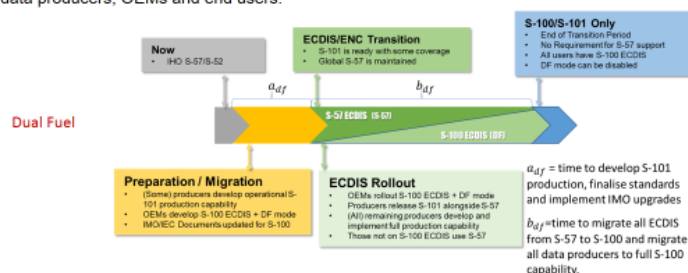 data producers, OEMs and end users.
S-100/S-101 Only
• End of Transition Period
• No Requirement for S-57 support
• All users have S-100 ECDIS
• DF mode can be disabled
ECDIS/ENC Transition
• S-101 is ready with some coverage
• Global S-57 is maintained
Now
• IHO S-57/S-52
a_df
b_df
Dual Fuel
S-57 ECDIS (S-57)
S-100 ECDIS (DF)
Preparation / Migration
• (Some) producers develop operational S-
101 production capability
• OEMs develop S-100 ECDIS + DF mode
• IMO/IEC Documents updated for S-100
ECDIS Rollout
• OEMs rollout S-100 ECDIS + DF mode
• Producers release S-101 alongside S-57
• (All) remaining producers develop and
implement full production capability
• Those not on S-100 ECDIS use S-57
a_df = time to develop S-101
production, finalise standards
and implement IMO upgrades
b_df=time to migrate all ECDIS
from S-57 to S-100 and migrate
all data producers to full S-100
capability.